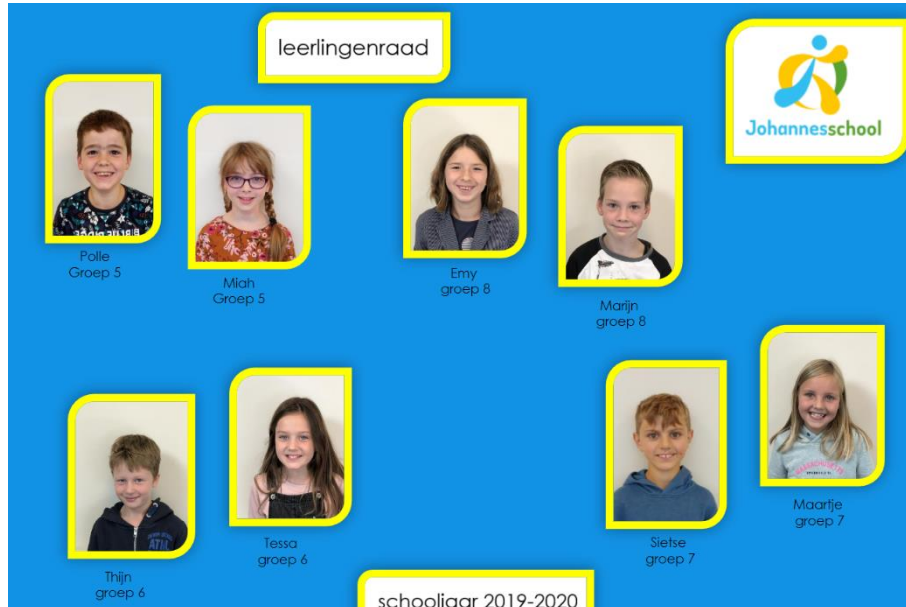 leerlingenraad
Johannesschool
Polle
Groep 5
Miah
Groep 5
Emy
groep 8
Marijn
groep 8
Thijn
groep 6
Tessa
groep 6
Sietse
groep 7
Maartje
groep 7
schooljaar 2019-2020